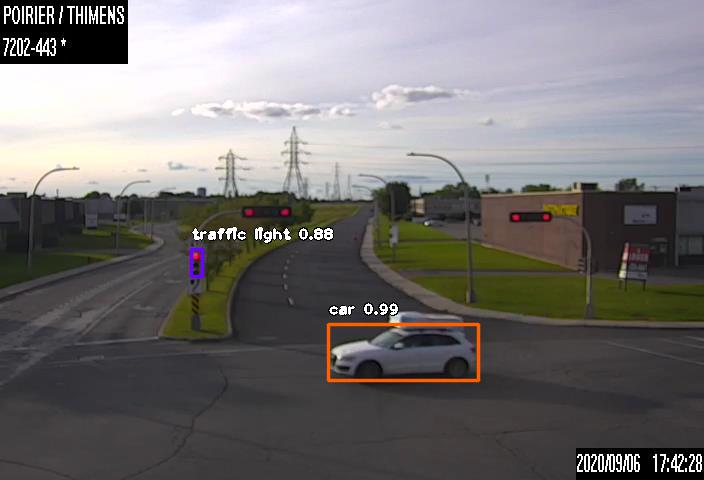 POIRIER / THIMENS
7202-443 *
traffic light 0.88
car 0.99
2020/09/06 17:42:28